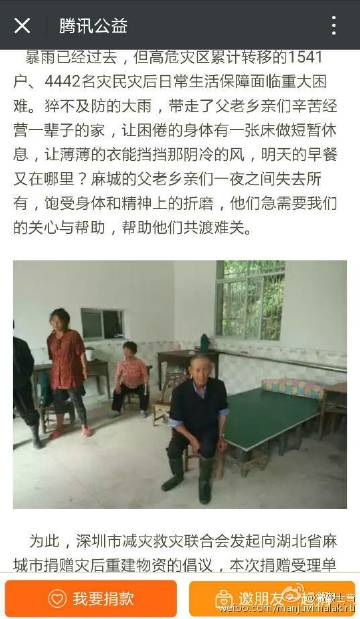 腾讯公益
暴雨已经过去，但高危灾区累计转移的1541
户、4442名灾民灾后日常生活保障面临重大困
难。猝不及防的大雨，带走了父老乡亲们辛苦经
营一辈子的家，让困倦的身体有一张床做短暂休
息，让薄薄的衣能挡挡那阴冷的风，明天的早餐
又在哪里？麻城的父老乡亲们一夜之间失去所
有，饱受身体和精神上的折磨，他们急需要我们
的关心与帮助，帮助他们共渡难关。
为此，深圳市减灾救灾联合会发起向湖北省麻
城市捐赠灾后重建物资的倡议，本次捐赠受理单
我要捐款
邀朋友一起